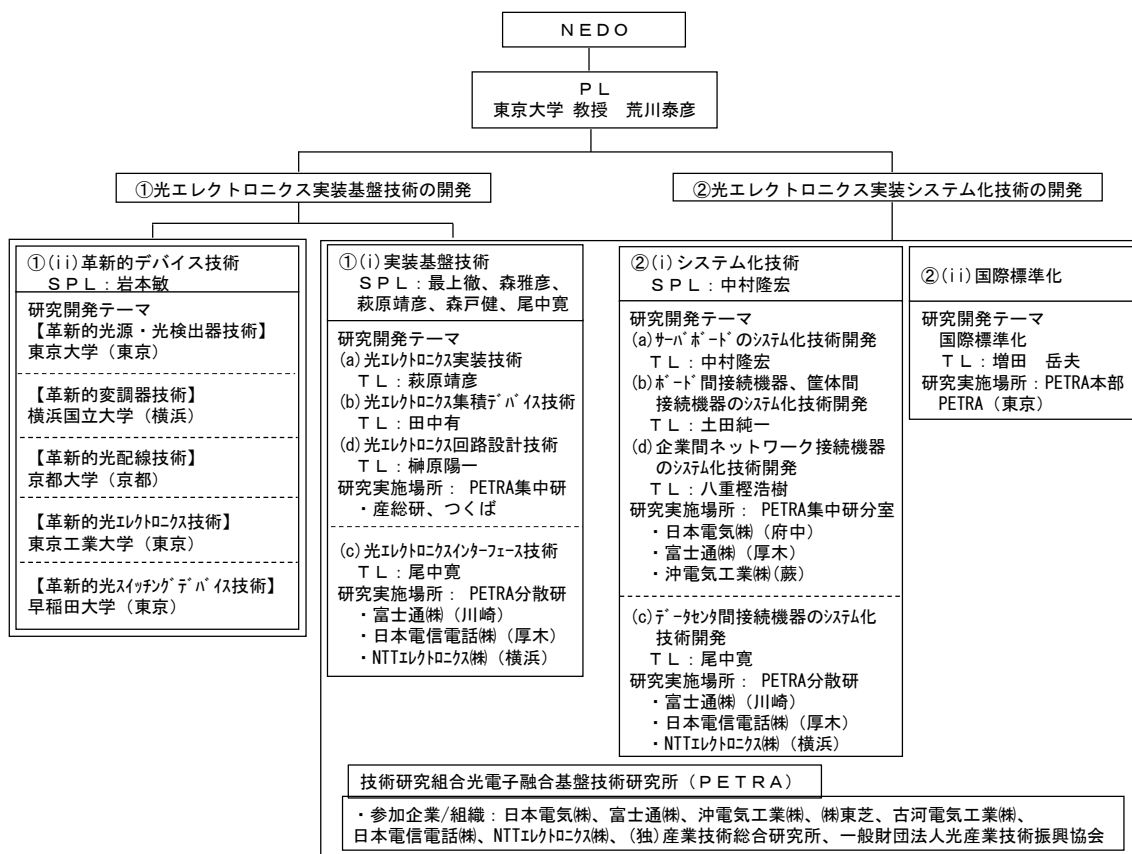 ＮＥＤＯ
ＰＬ
東京大学 教授　荒川泰彦
①光エレクトロニクス実装基盤技術の開発
②光エレクトロニクス実装システム化技術の開発
①(ii)革新的デバイス技術
ＳＰＬ：岩本敏
研究開発テーマ
【革新的光源・光検出器技術】
東京大学（東京）
【革新的変調器技術】
横浜国立大学（横浜）
【革新的光配線技術】
京都大学（京都）
【革新的光ｴﾚｸﾄﾛﾆｸｽ技術】
東京工業大学（東京）
【革新的光ｽｲｯﾁﾝｸﾞﾃﾞﾊﾞｲｽ技術】
早稲田大学（東京）
①(i)実装基盤技術
ＳＰＬ：最上徹、森雅彦、
萩原靖彦、森戸健、尾中寛
研究開発テーマ
(a)光ｴﾚｸﾄﾛﾆｸｽ実装技術
ＴＬ：萩原靖彦
(b)光ｴﾚｸﾄﾛﾆｸｽ集積ﾃﾞﾊﾞｲｽ技術
ＴＬ：田中有
(d)光ｴﾚｸﾄﾛﾆｸｽ回路設計技術
ＴＬ：榊原陽一
研究実施場所： PETRA集中研
・産総研、つくば
(c)光ｴﾚｸﾄﾛﾆｸｽｲﾝﾀｰﾌｪｰｽ技術
ＴＬ：尾中寛
研究実施場所：PETRA分散研
・富士通㈱（川崎）
・日本電信電話㈱（厚木）
・NTTｴﾚｸﾄﾛﾆｸｽ㈱（横浜）
②(i)システム化技術
ＳＰＬ：中村隆宏
研究開発テーマ
(a)ｻｰﾊﾞﾎﾞｰﾄﾞのｼｽﾃﾑ化技術開発
ＴＬ：中村隆宏
(b)ﾎﾞｰﾄﾞ間接続機器、筐体間
接続機器のｼｽﾃﾑ化技術開発
ＴＬ：土田純一
(d)企業間ネットワーク接続機器
のｼｽﾃﾑ化技術開発
ＴＬ：八重樫浩樹
研究実施場所： PETRA集中研分室
・日本電気㈱（府中）
・富士通㈱（厚木）
・沖電気工業㈱(蕨）
(c)ﾃﾞｰﾀｾﾝﾀ間接続機器のｼｽﾃﾑ化
技術開発
ＴＬ：尾中寛
研究実施場所： PETRA分散研
・富士通㈱（川崎）
・日本電信電話㈱（厚木）
・NTTｴﾚｸﾄﾛﾆｸｽ㈱（横浜）
②(ii)国際標準化
研究開発テーマ
国際標準化
ＴＬ：増田　岳夫
研究実施場所：PETRA本部
PETRA（東京）
技術研究組合光電子融合基盤技術研究所（ＰＥＴＲＡ）
・参加企業/組織：日本電気㈱、富士通㈱、沖電気工業㈱、㈱東芝、古河電気工業㈱、
日本電信電話㈱、NTTｴﾚｸﾄﾛﾆｸｽ㈱、(独)産業技術総合研究所、一般財団法人光産業技術振興協会